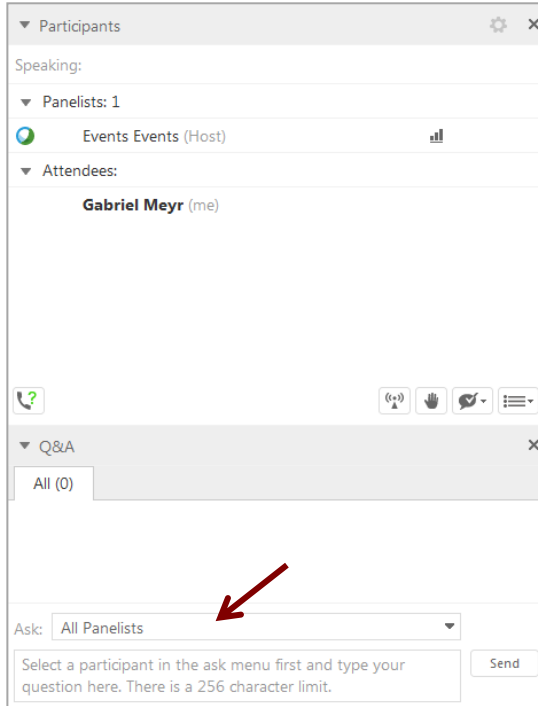 Participants
Speaking:
Panelists: 1
Events Events (Host)
Attendees:
Gabriel Meyr (me)
Q&A
All (0)
Ask: All Panelists
Select a participant in the ask menu first and type your
question here. There is a 256 character limit.
Send